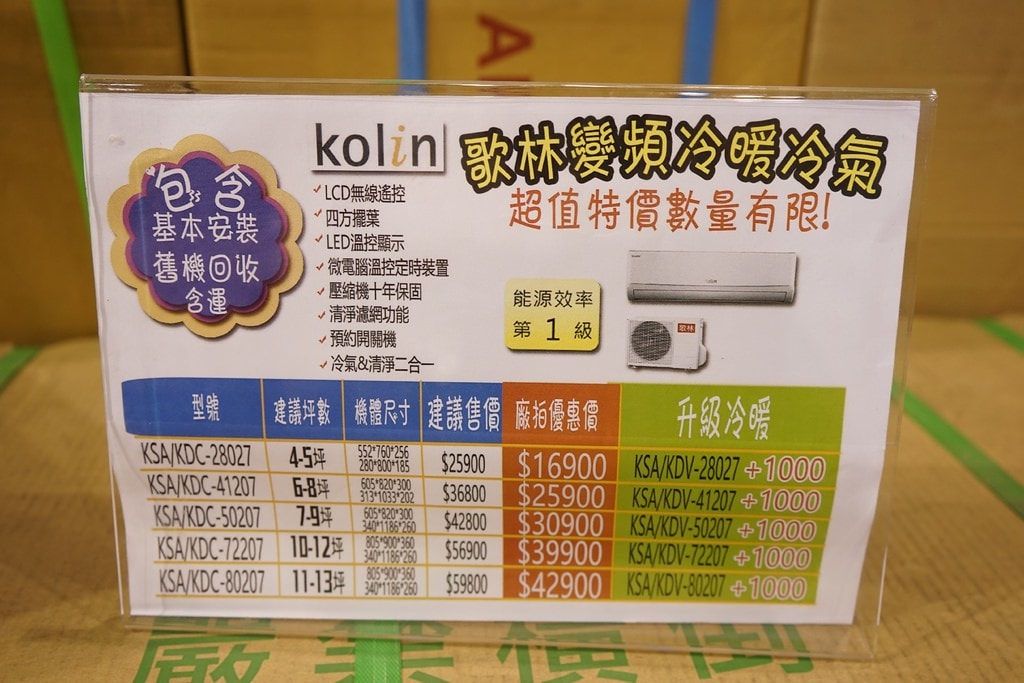 A
kolin
歌林變頻冷暖冷氣
超值特價數量有限!
包含
基本安裝
舊機回收
含運
✓LCD無線遙控
✓四方擺葉
✓LED溫控顯示
✓微電腦溫控定時裝置
✓壓縮機十年保固
✓清淨濾網功能
✓預約開關機
✓冷氣&清淨二合一
能源效率
第 1 級
歌林
型號 建議坪數 機體尺寸 建議售價 廠拍優惠價 升級冷暖
KSA/KDC-28027 4-5坪 552*760*256 280*800*185 $25900 $16900 KSA/KDV-28027 +1000
KSA/KDC-41207 6-8坪 605*820*300 313*1033*202 $36800 $25900 KSA/KDV-41207 +1000
KSA/KDC-50207 7-9坪 605*820*300 340*1186*260 $42800 $30900 KSA/KDV-50207 +1000
KSA/KDC-72207 10-12坪 805*900*360 340*1186*260 $56900 $39900 KSA/KDV-72207 +1000
KSA/KDC-80207 11-13坪 805*900*360 340*1186*260 $59800 $42900 KSA/KDV-80207 +1000
嚴禁橫倒